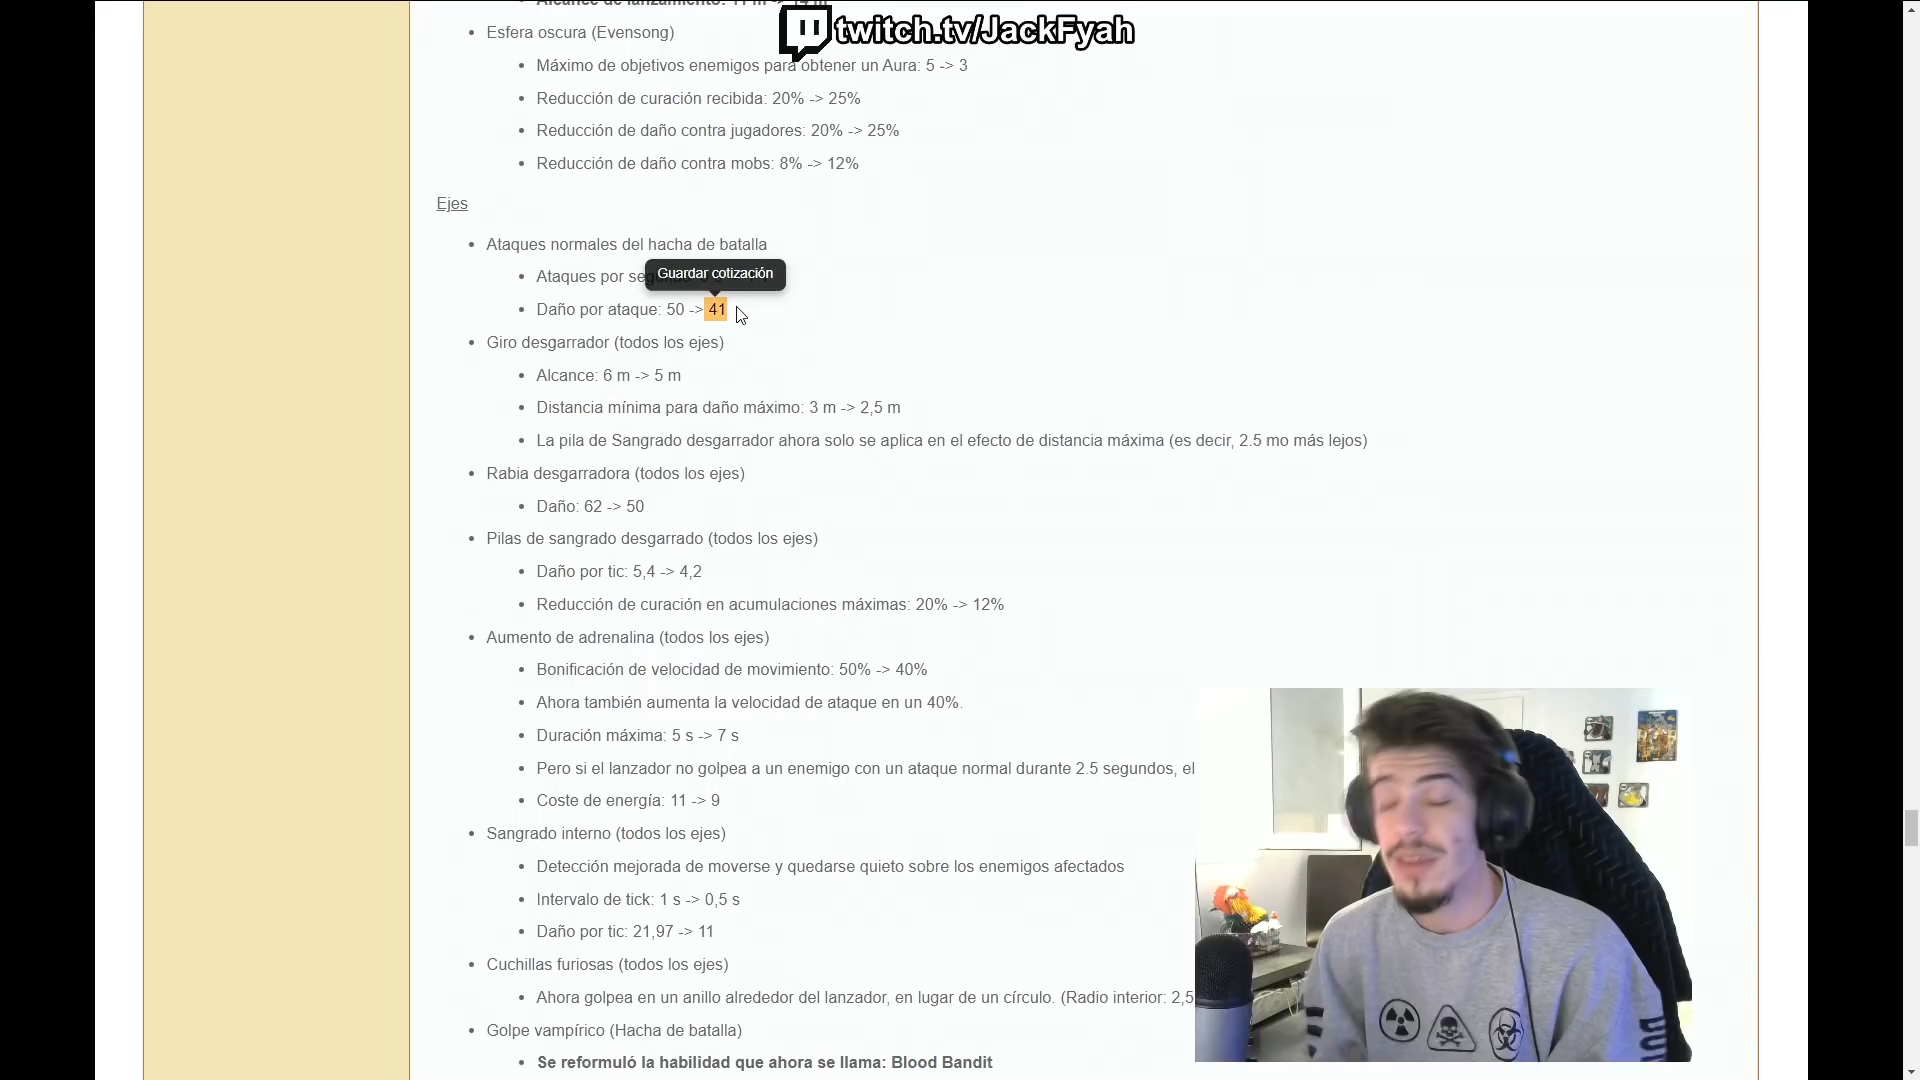 Alcance de lanzamiento: 11 m -> 14 m
twitch.tv/JackFyah
Esfera oscura (Evensong)
Máximo de objetivos enemigos para obtener un Aura: 5 -> 3
Reducción de curación recibida: 20% -> 25%
Reducción de daño contra jugadores: 20% -> 25%
Reducción de daño contra mobs: 8% -> 12%
Ejes
Ataques normales del hacha de batalla
Guardar cotización
Ataques por
Daño por ataque: 50 -> 41
Giro desgarrador (todos los ejes)
Alcance: 6 m -> 5 m
Distancia mínima para daño máximo: 3 m -> 2,5 m
La pila de Sangrado desgarrador ahora solo se aplica en el efecto de distancia máxima (es decir, 2.5 mo más lejos)
Rabia desgarradora (todos los ejes)
Daño: 62 -> 50
Pilas de sangrado desgarrado (todos los ejes)
Daño por tic: 5,4 -> 4,2
Reducción de curación en acumulaciones máximas: 20% -> 12%
Aumento de adrenalina (todos los ejes)
Bonificación de velocidad de movimiento: 50% -> 40%
Ahora también aumenta la velocidad de ataque en un 40%.
Duración máxima: 5 s -> 7 s
Pero si el lanzador no golpea a un enemigo con un ataque normal durante 2.5 segundos, el
Coste de energía: 11 -> 9
Sangrado interno (todos los ejes)
Detección mejorada de moverse y quedarse quieto sobre los enemigos afectados
Intervalo de tick: 1 s -> 0,5 s
Daño por tic: 21,97 -> 11
Cuchillas furiosas (todos los ejes)
Ahora golpea en un anillo alrededor del lanzador, en lugar de un círculo. (Radio interior: 2,5
Golpe vampírico (Hacha de batalla)
Se reformuló la habilidad que ahora se llama: Blood Bandit